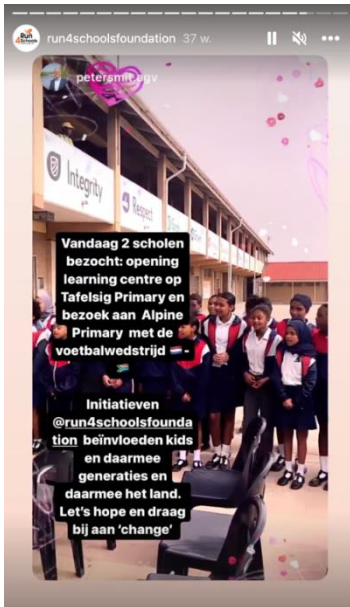 Run
4Schools
run4schoolsfoundation 37 w.
Integrity
Respect
Vandaag 2 scholen
bezocht: opening
learning centre op
Tafelsig Primary en
bezoek aan Alpine
Primary met de
voetbalwedstrijd 🇳🇱 -
🇿🇦
Initiatieven
@run4schoolsfounda
tion beïnvloeden kids
en daarmee
generaties en
daarmee het land.
Let's hope en draag
bij aan 'change'